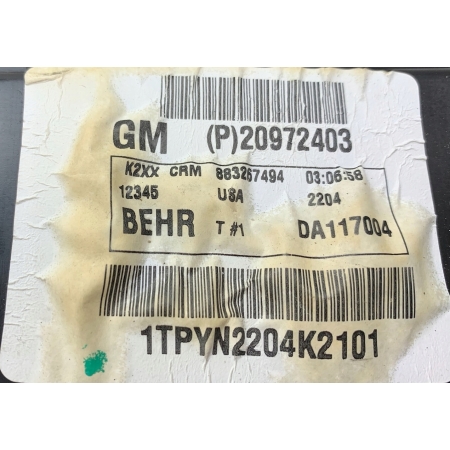 GM (P)20972403
K2XX CRM 883267494 03:06:58
12345 USA 2204
BEHR T #1 DA117004
1TPYN2204K2101